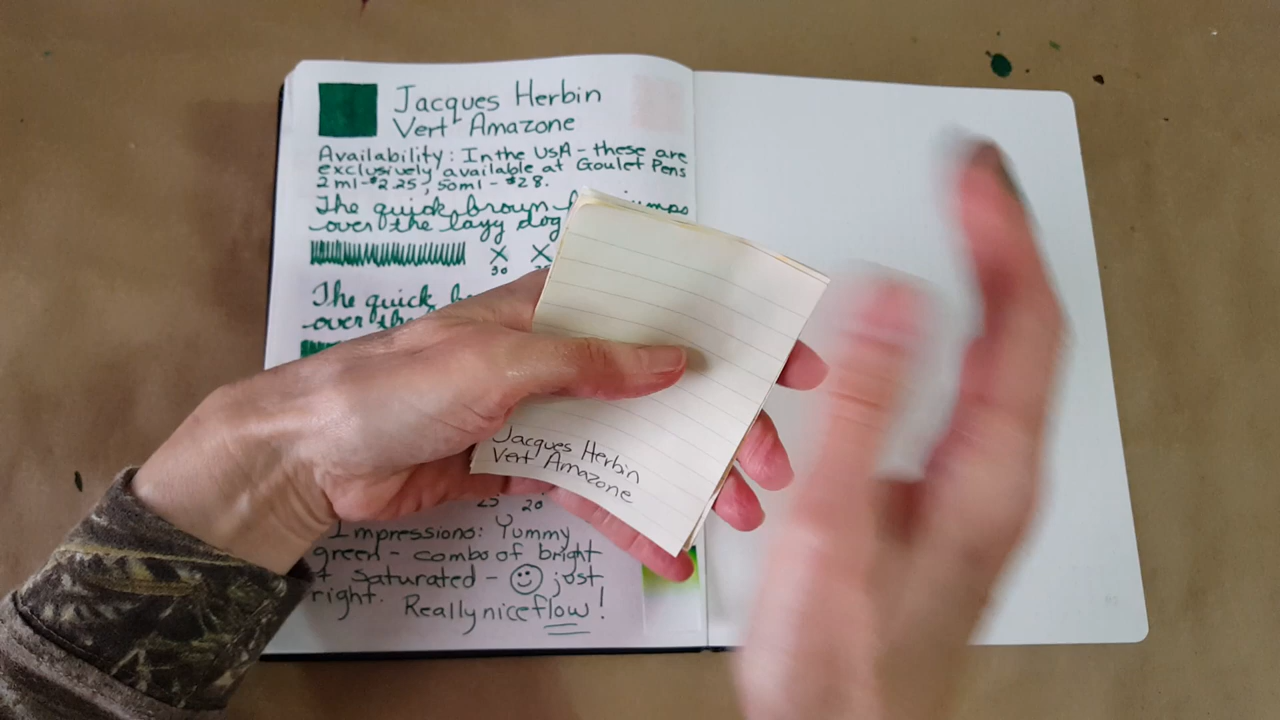 Jacques Herbin
Vert Amazone
Availability: In the USA - these are
exclusively available at Goulet Pens
2ml-$2.25, 50ml - $28.
The quick brown
over the lazy dog
X X
30
The quick
over the
Jacques Herbin
Vert Amazone
25 20
Impressions: Yummy
green - combo of bright
+ saturated - just
right. Really nice flow!